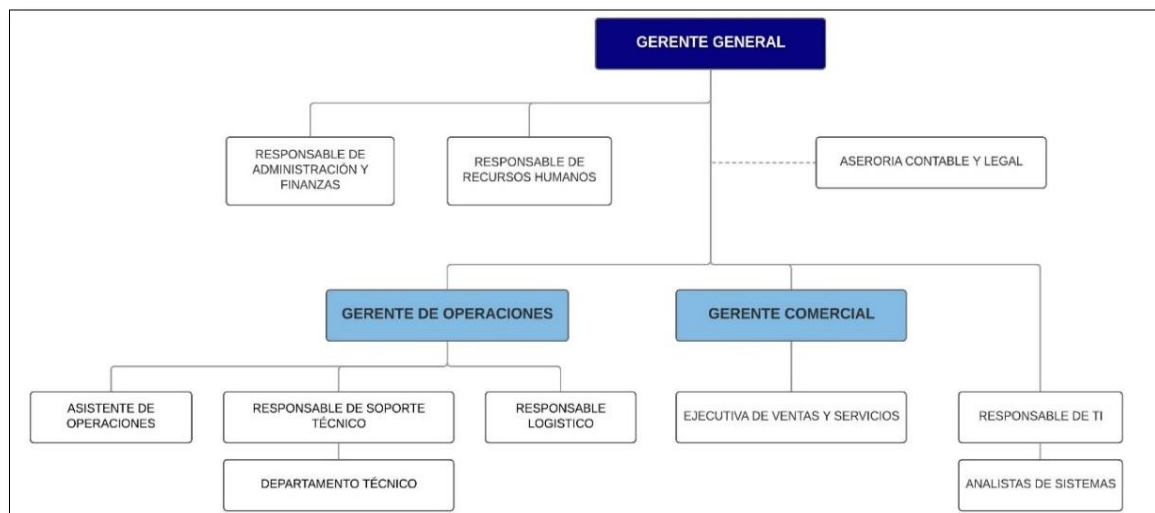 GERENTE GENERAL
RESPONSABLE DE
ADMINISTRACIÓN Y
FINANZAS
RESPONSABLE DE
RECURSOS HUMANOS
ASERORIA CONTABLE Y LEGAL
GERENTE DE OPERACIONES
GERENTE COMERCIAL
ASISTENTE DE
OPERACIONES
RESPONSABLE DE SOPORTE
TÉCNICO
RESPONSABLE
LOGISTICO
EJECUTIVA DE VENTAS Y SERVICIOS
RESPONSABLE DE TI
DEPARTAMENTO TÉCNICO
ANALISTAS DE SISTEMAS